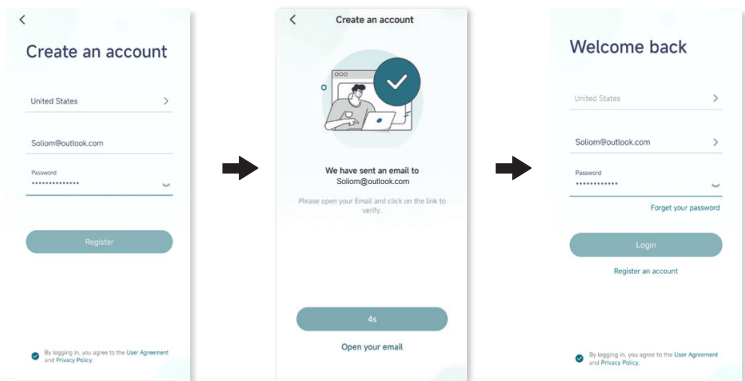 Create an account
United States
Soliom@outlook.com
Password
**************
Register
By logging in, you agree to the User Agreement
and Privacy Policy.
Create an account
We have sent an email to
Soliom@outlook.com
Please open your Email and click on the link to
verify.
4s
Open your email
Welcome back
United States
Soliom@outlook.com
Password
************
Forget your password
Login
Register an account
By logging in, you agree to the User Agreement
and Privacy Policy.